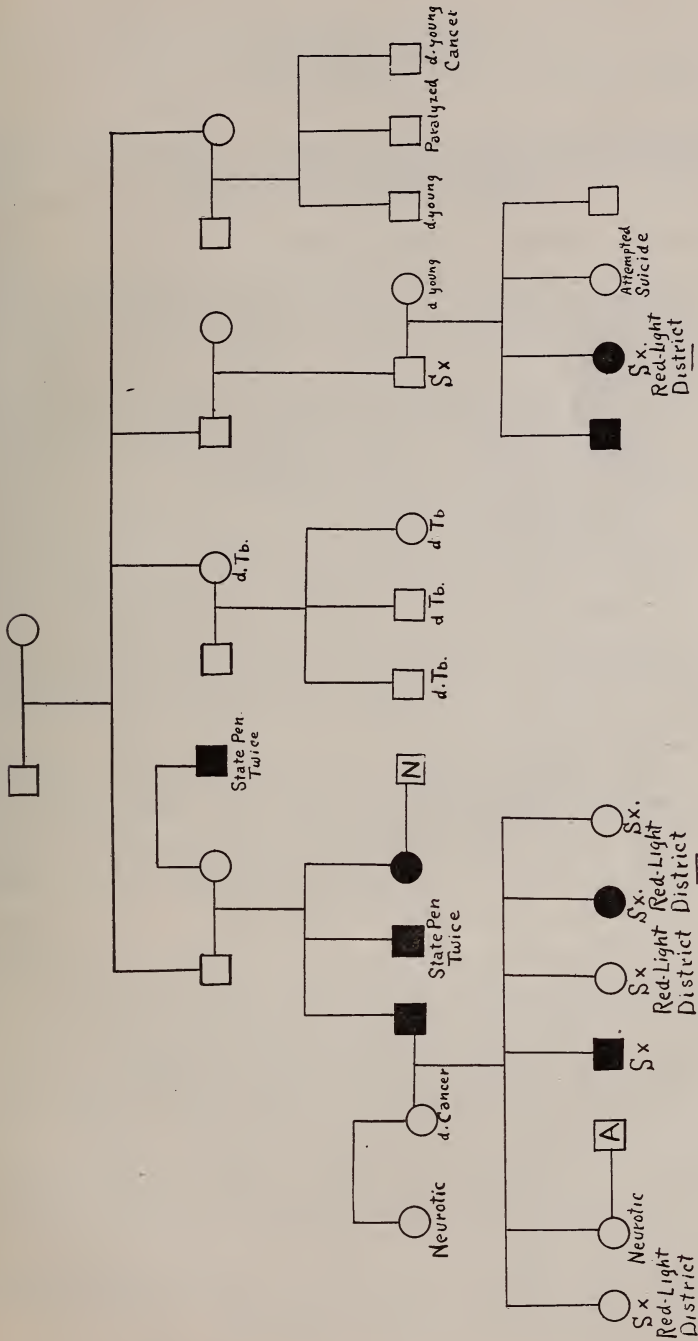 State Pen.
Twice
d.Tb.
Neurotic
d. Cancer
State Pen
Twice
N
d.Tb.
d Tb.
d Tb
Sx
d young
d.young
Paralyzed
d-young
Cancer
Sx
Red-Light
District
Neurotic
A
Sx
Sx
Red-Light
District
Sx.
Red-Light
District
Sx.
Sx.
Red-Light
District
Attempted
Suicide